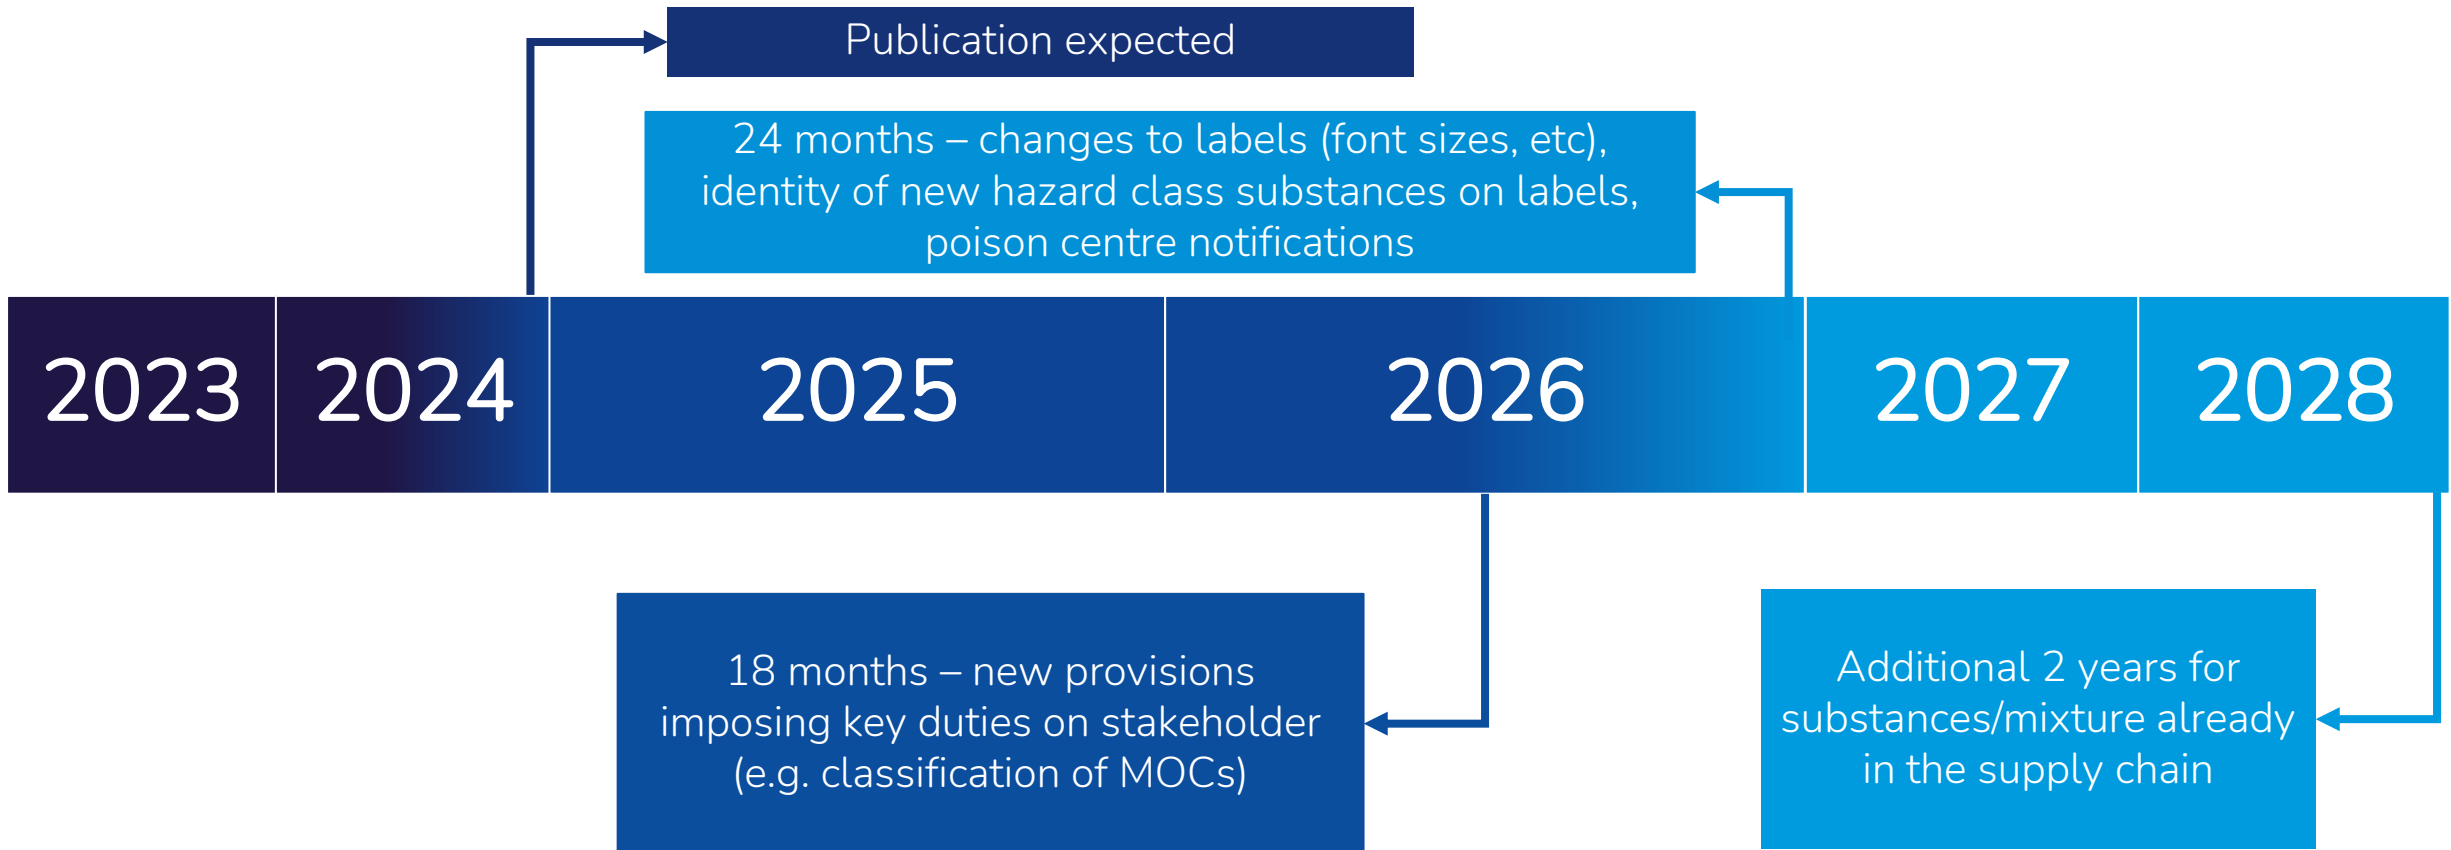 Publication expected
24 months – changes to labels (font sizes, etc),
identity of new hazard class substances on labels,
poison centre notifications
2023
2024
2025
2026
2027
2028
18 months – new provisions
imposing key duties on stakeholder
(e.g. classification of MOCs)
Additional 2 years for
substances/mixture already
in the supply chain